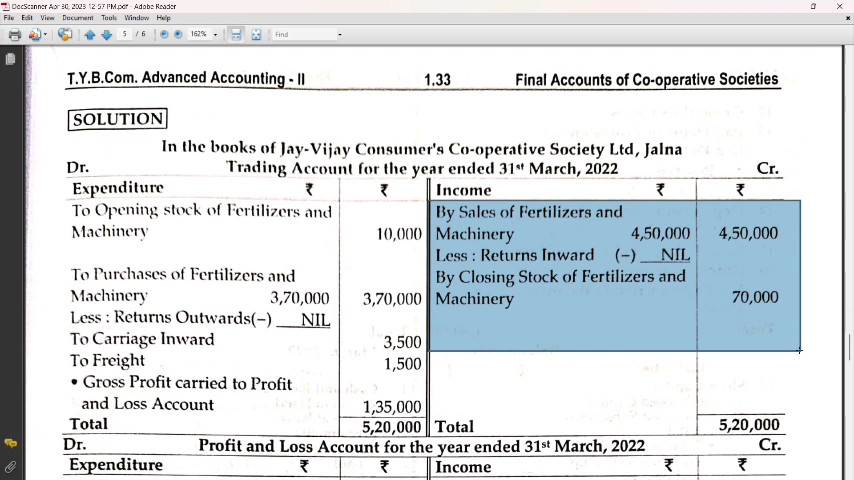 DocScanner Apr 30, 2023 12-57 PM.pdf - Adobe Reader
File Edit View Document Tools Window Help
5 / 6 162% Find
T.Y.B.Com. Advanced Accounting - II 1.33 Final Accounts of Co-operative Societies
SOLUTION
In the books of Jay-Vijay Consumer's Co-operative Society Ltd, Jalna
Dr. Trading Account for the year ended 31st March, 2022 Cr.
Expenditure ₹ ₹ Income ₹ ₹
To Opening stock of Fertilizers and By Sales of Fertilizers and
Machinery 10,000 Machinery 4,50,000 4,50,000
Less : Returns Inward (-) NIL
To Purchases of Fertilizers and By Closing Stock of Fertilizers and
Machinery 3,70,000 3,70,000 Machinery 70,000
Less : Returns Outwards(-) NIL
To Carriage Inward 3,500
To Freight 1,500
• Gross Profit carried to Profit
and Loss Account 1,35,000
Total 5,20,000 Total 5,20,000
Dr. Profit and Loss Account for the year ended 31st March, 2022 Cr.
Expenditure ₹ ₹ Income ₹ ₹